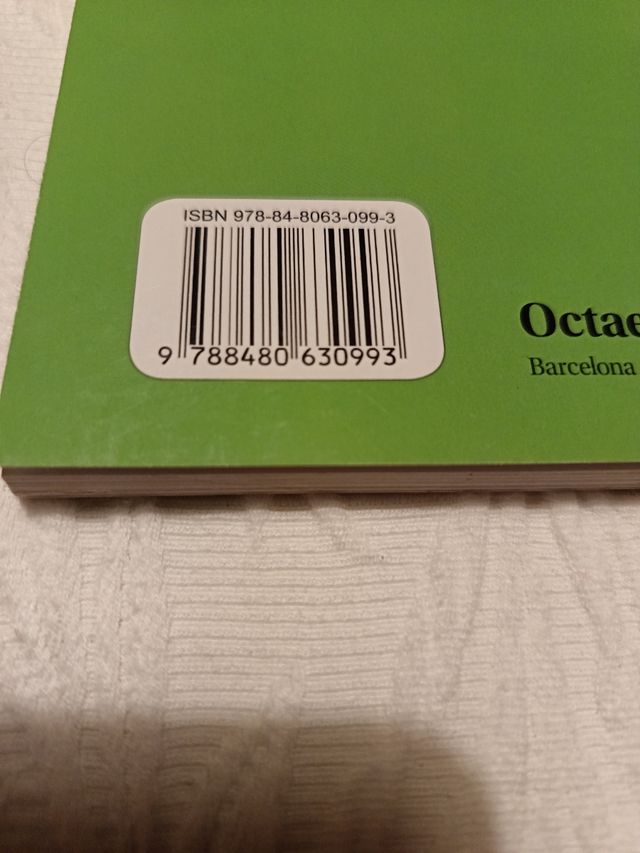 ISBN 978-84-8063-099-3
9 788480 630993
Octae
Barcelona